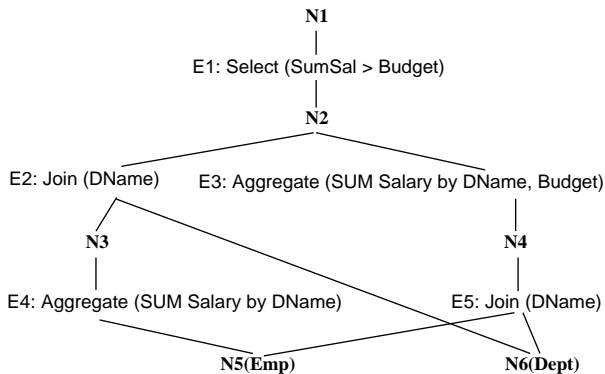 N1
E1: Select (SumSal > Budget)
N2
E2: Join (DName)
E3: Aggregate (SUM Salary by DName, Budget)
N3
N4
E4: Aggregate (SUM Salary by DName)
E5: Join (DName)
N5(Emp)
N6(Dept)